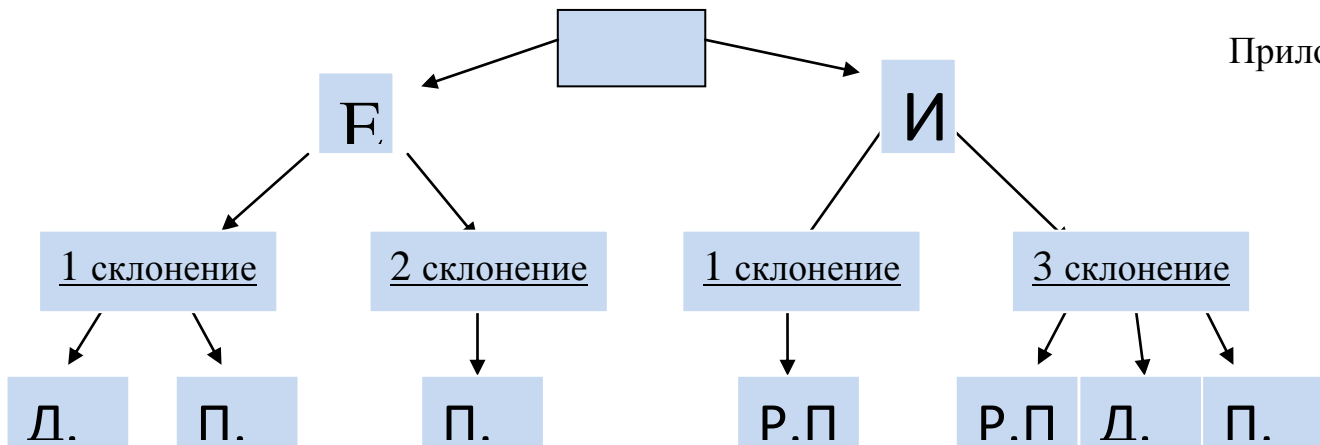 Прило
Е
И
1 склонение
2 склонение
1 склонение
3 склонение
Д.
П.
П.
Р.П
Р.П
Д.
П.